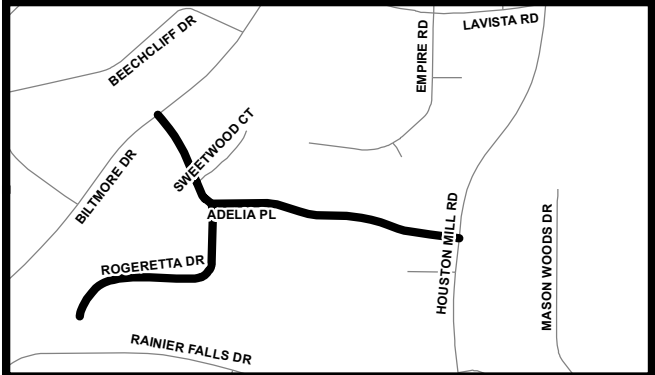 LAVISTA RD
BEECHCLIFF DR
EMPIRE RD
SWEETWOOD CT
BILTMORE DR
ADELIA PL
HOUSTON MILL RD
MASON WOODS DR
ROGERETTA DR
RAINIER FALLS DR